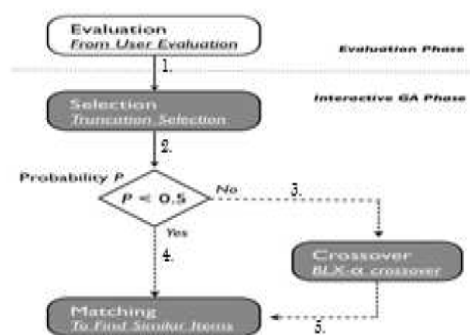 Evaluation
From User Evaluation
Evaluation Phase
1.
Interactive GA Phase
Selection
Truncation Selection
2.
Probability P
P < 0.5
No
3.
Yes
4.
Crossover
BLX-α crossover
Matching
To Find Similar Items
5.